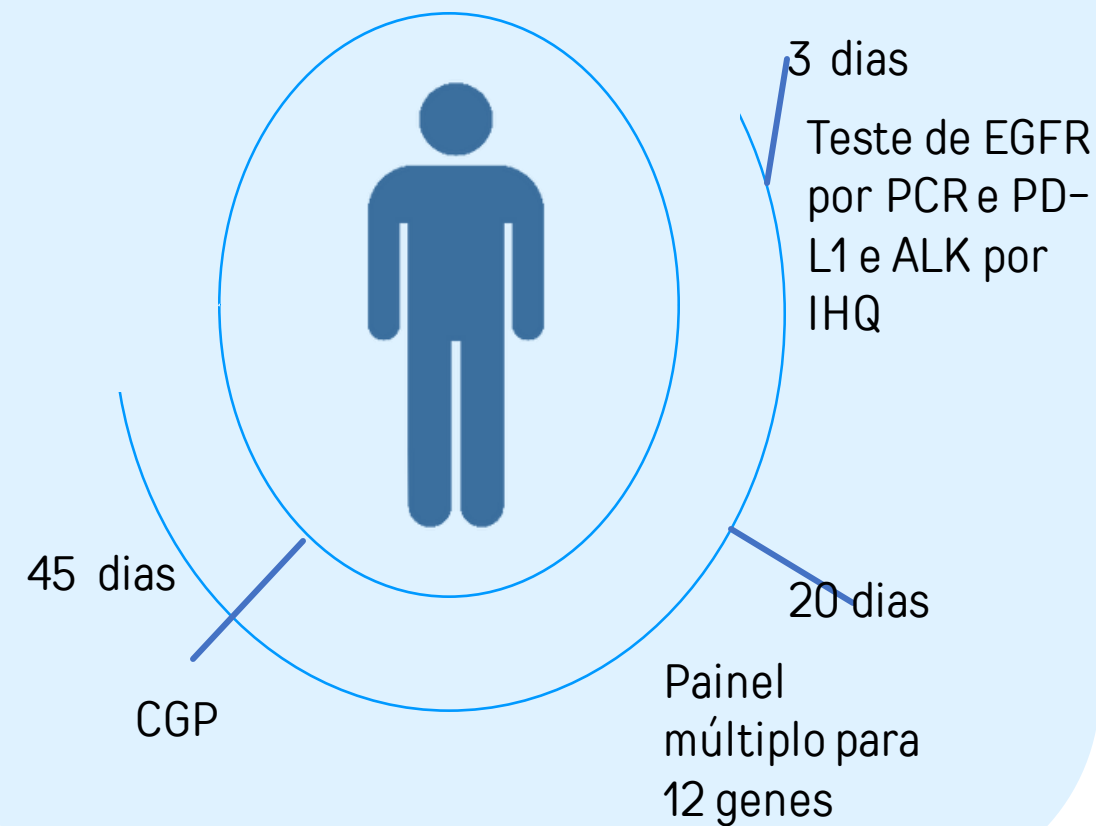 3 dias
Teste de EGFR
por PCR e PD-
L1 e ALK por
IHQ
20 dias
Painel
múltiplo para
12 genes
45 dias
CGP